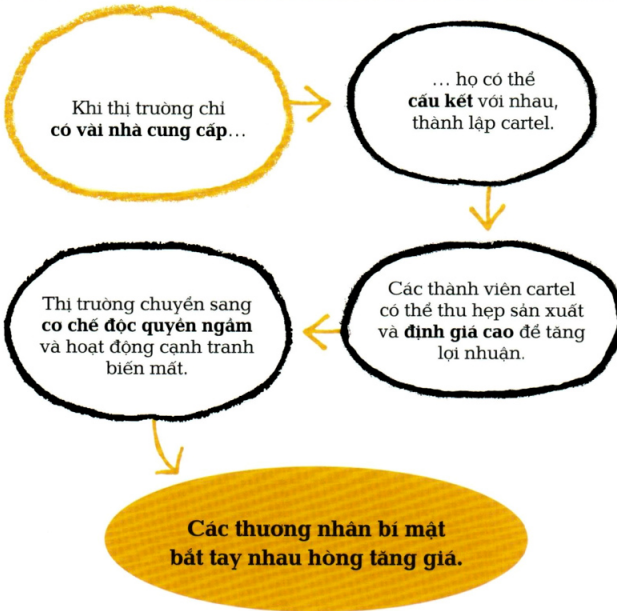 Khi thị trường chỉ
có vài nhà cung cấp…
… họ có thể
cấu kết với nhau,
thành lập cartel.
Các thành viên cartel
có thể thu hẹp sản xuất
và định giá cao để tăng
lợi nhuận.
Thị trường chuyển sang
cơ chế độc quyền ngầm
và hoạt động cạnh tranh
biến mất.
Các thương nhân bí mật
bắt tay nhau hòng tăng giá.